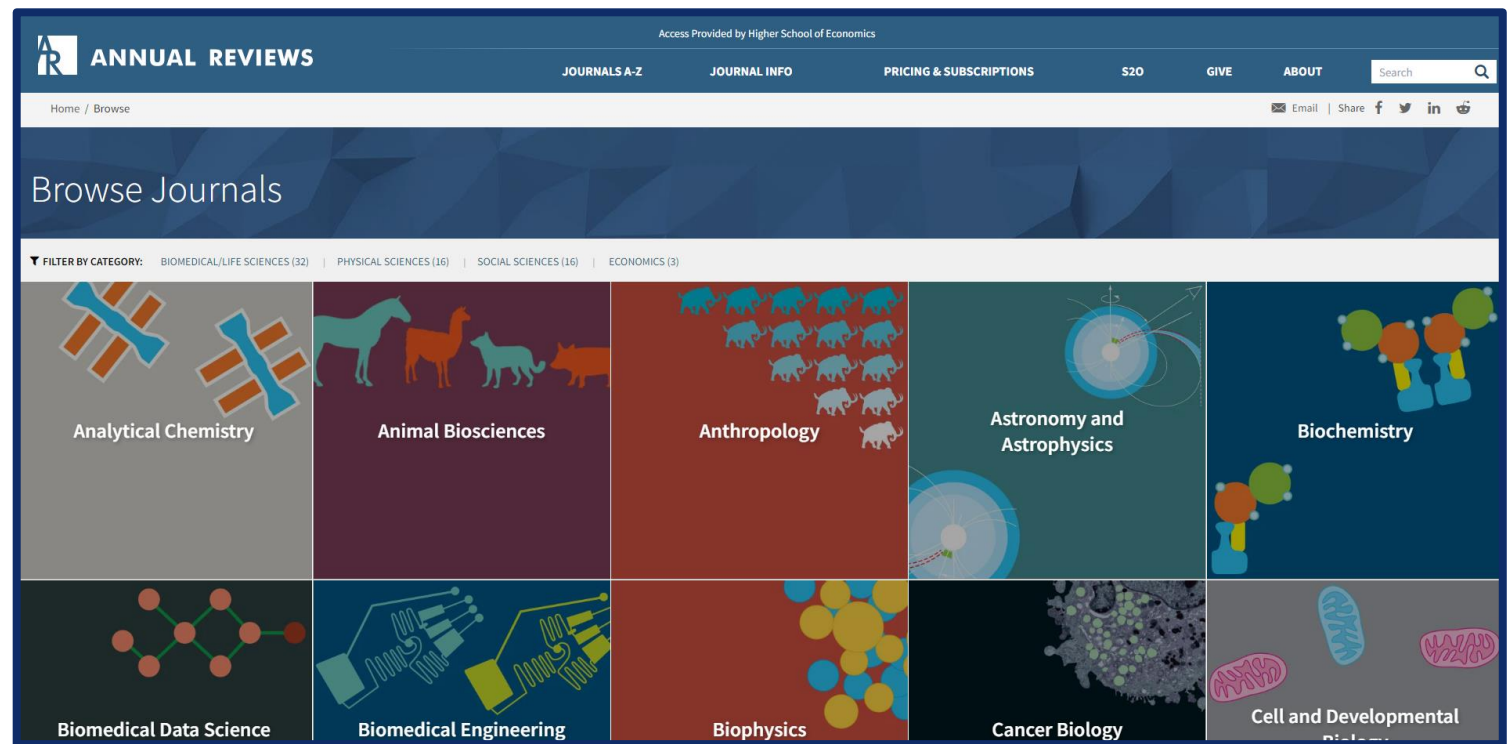 Access Provided by Higher School of Economics
AR ANNUAL REVIEWS
JOURNALS A-Z JOURNAL INFO PRICING & SUBSCRIPTIONS S2O GIVE ABOUT Search
Home / Browse
Email | Share
Browse Journals
FILTER BY CATEGORY: BIOMEDICAL/LIFE SCIENCES (32) | PHYSICAL SCIENCES (16) | SOCIAL SCIENCES (16) | ECONOMICS (3)
Analytical Chemistry
Animal Biosciences
Anthropology
Astronomy and
Astrophysics
Biochemistry
Biomedical Data Science
Biomedical Engineering
Biophysics
Cancer Biology
Cell and Developmental
Biology